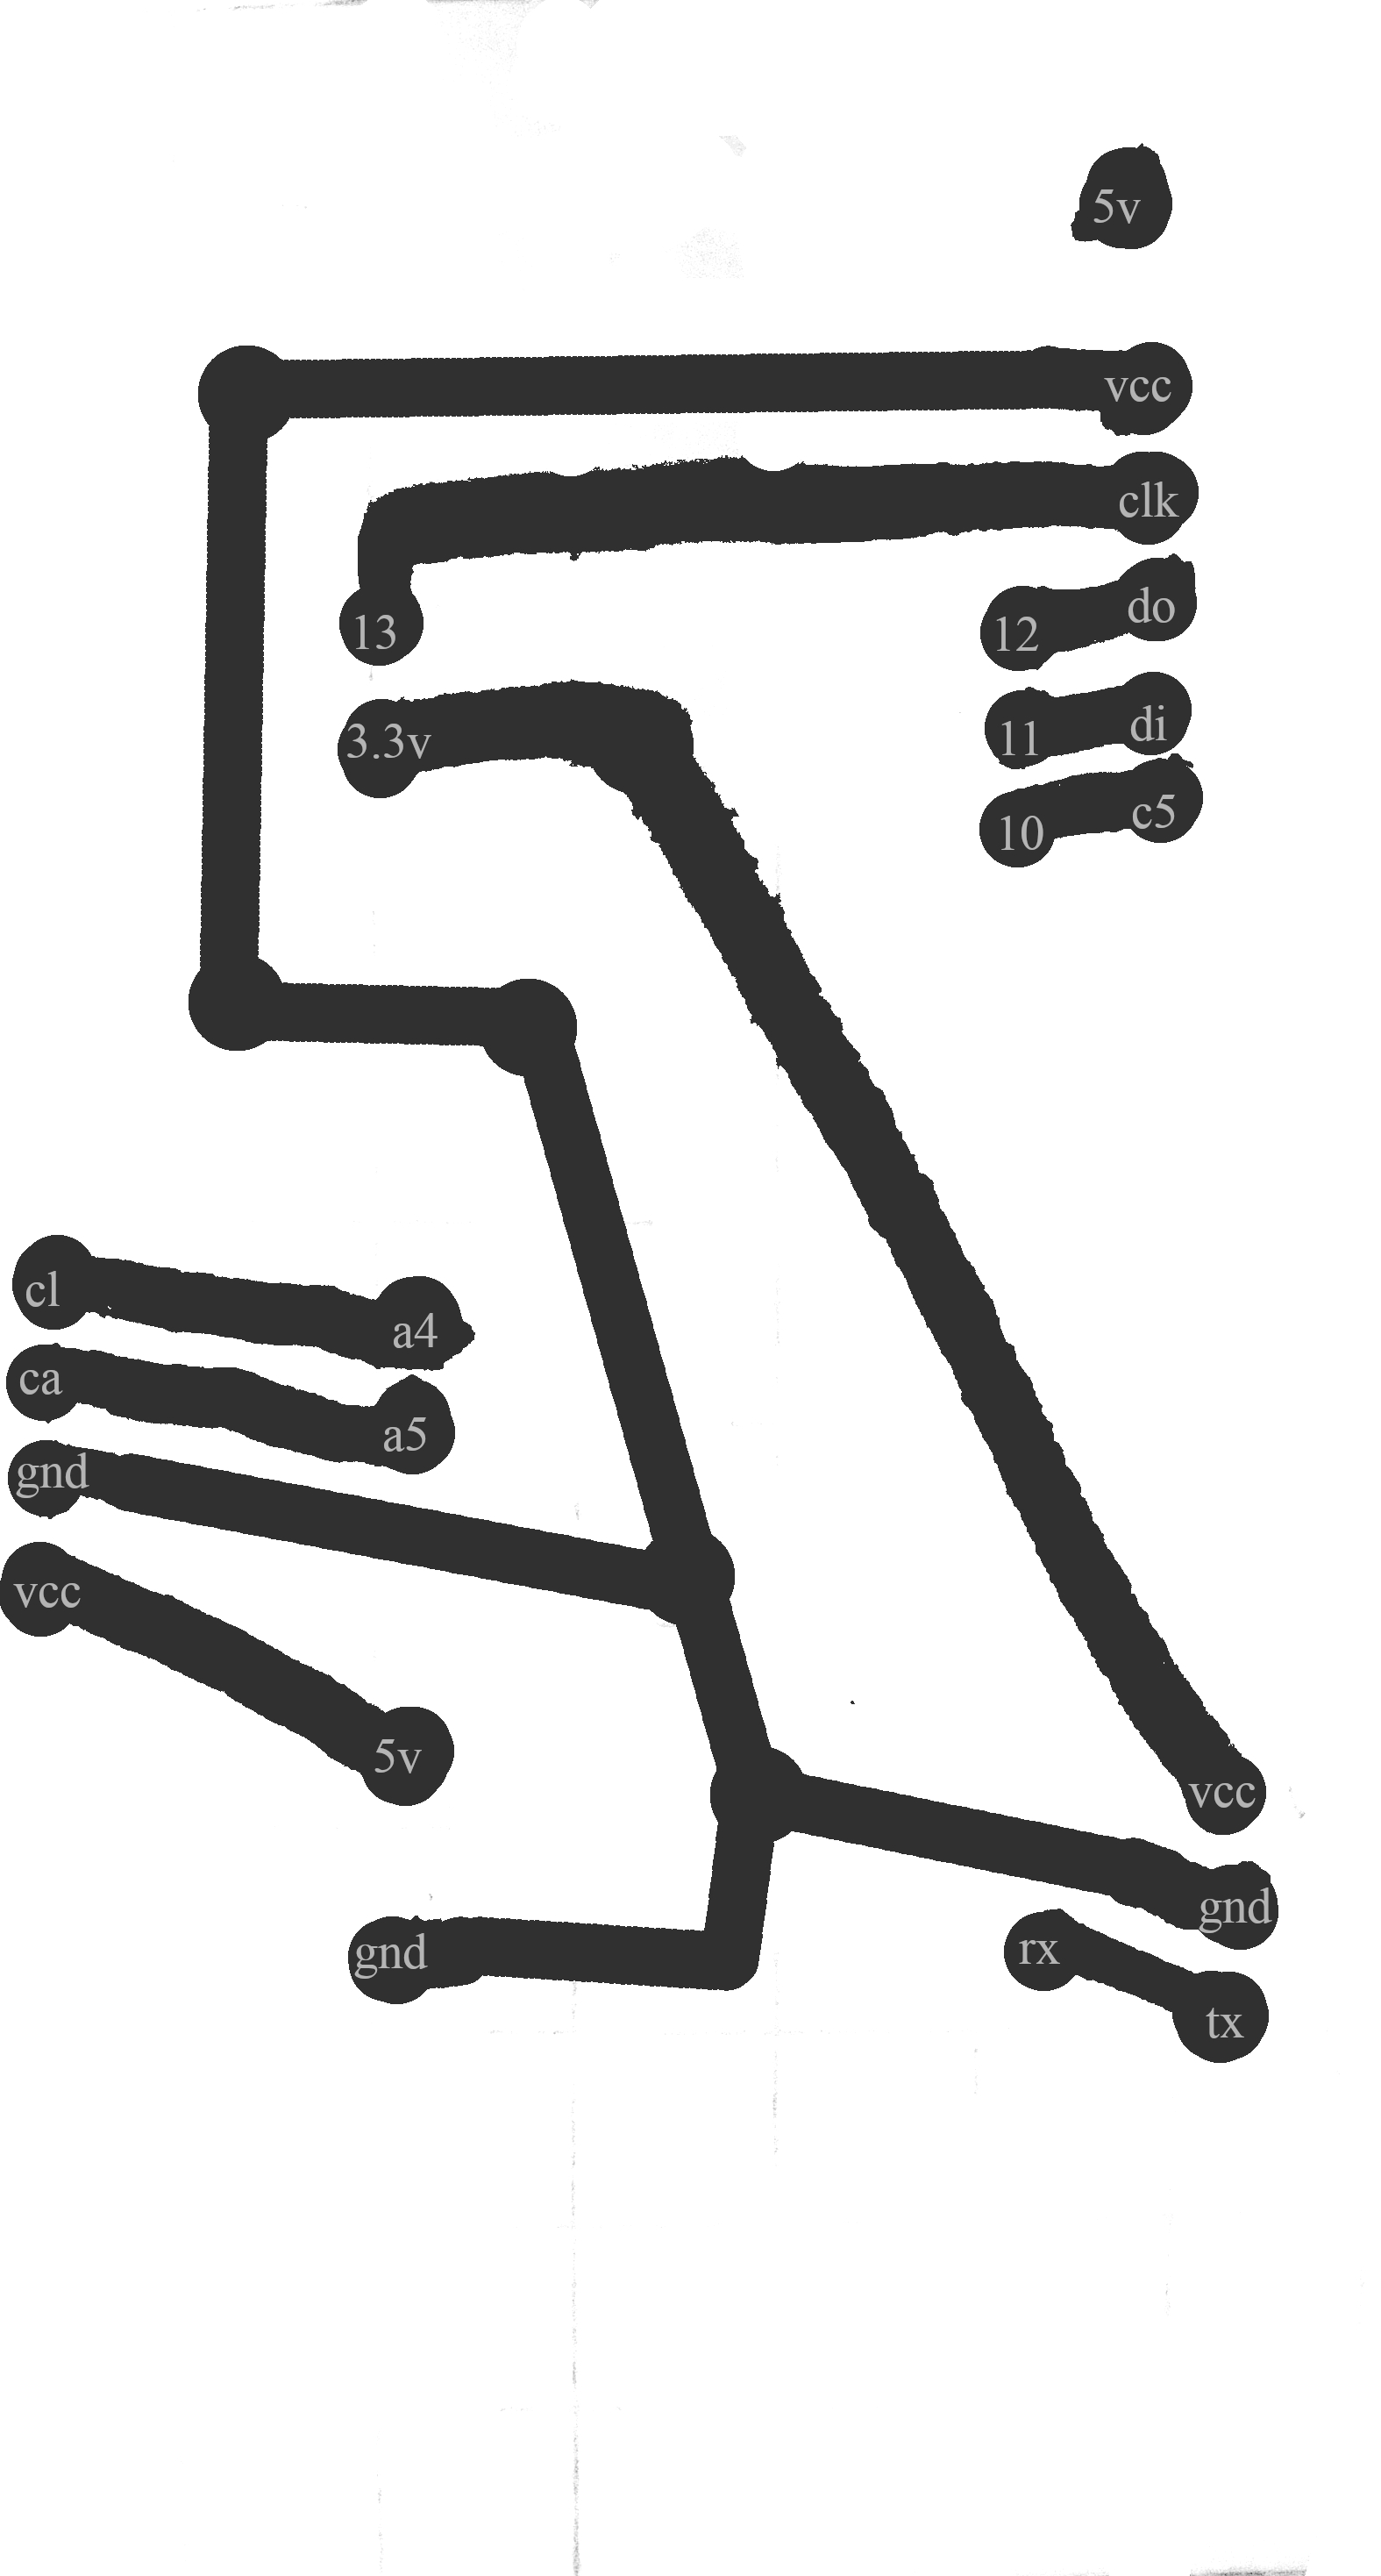 5v
vcc
clk
do
12
13
di
11
3.3v
c5
10
cl
a4
ca
a5
gnd
vcc
5v
vcc
gnd
rx
gnd
tx